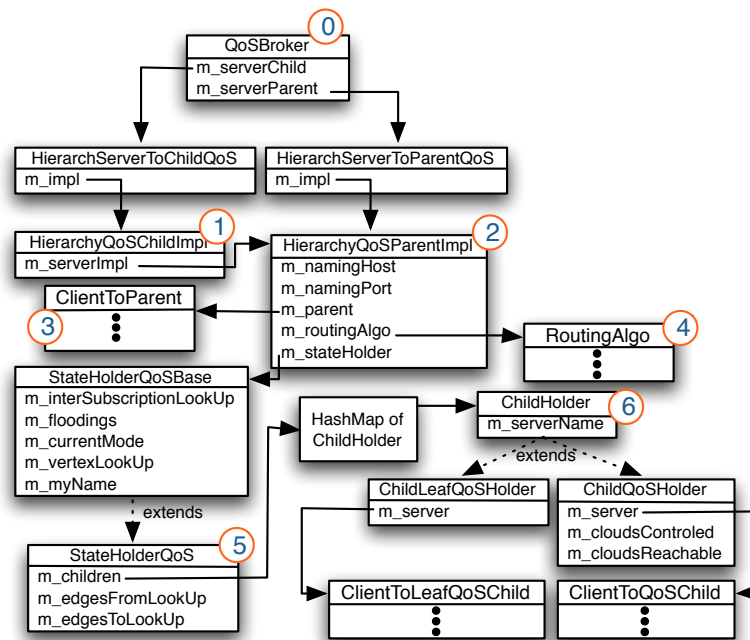 0
QoSBroker
m_serverChild
m_serverParent
HierarchServerToChildQoS
m_impl
HierarchServerToParentQoS
m_impl
1
HierarchyQoSChildImpl
m_serverImpl
2
HierarchyQoSParentImpl
m_namingHost
m_namingPort
m_parent
m_routingAlgo
m_stateHolder
ClientToParent
3
4
RoutingAlgo
StateHolderQoSBase
m_interSubscriptionLookUp
m_floodings
m_currentMode
m_vertexLookUp
m_myName
extends
HashMap of
ChildHolder
ChildHolder
6
m_serverName
extends
ChildLeafQoSHolder
m_server
ChildQoSHolder
m_server
m_cloudsControled
m_cloudsReachable
5
StateHolderQoS
m_children
m_edgesFromLookUp
m_edgesToLookUp
ClientToLeafQoSChild
ClientToQoSChild